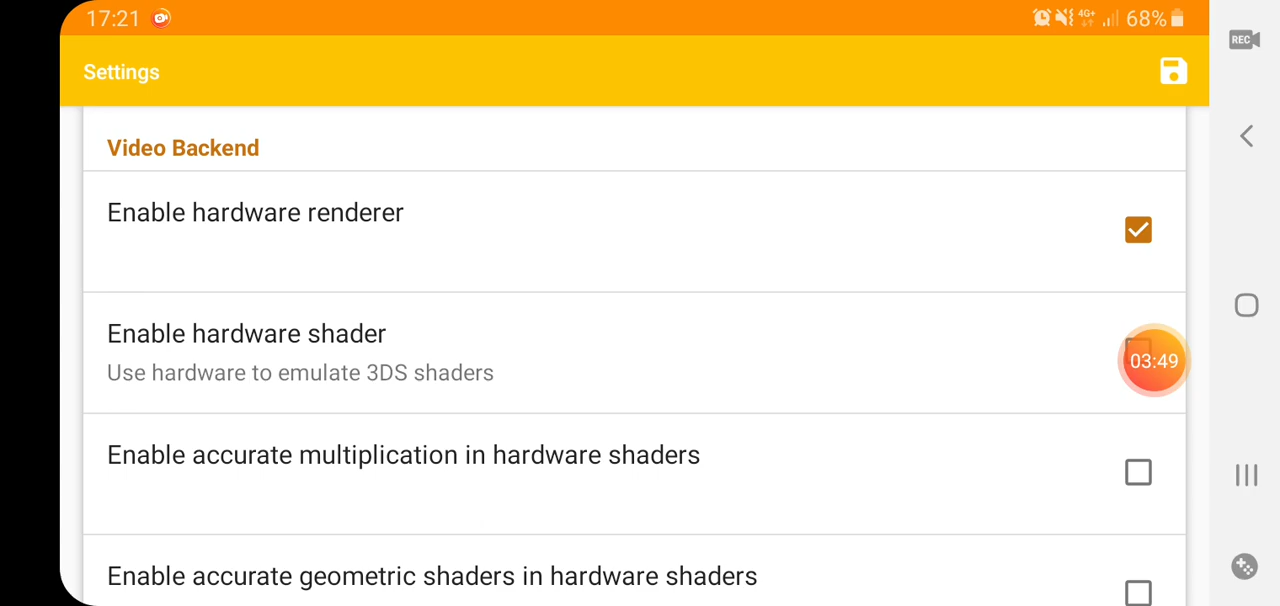 17:21 4G+ 68%
REC
Settings
Video Backend
Enable hardware renderer
Enable hardware shader
Use hardware to emulate 3DS shaders
03:49
Enable accurate multiplication in hardware shaders
Enable accurate geometric shaders in hardware shaders